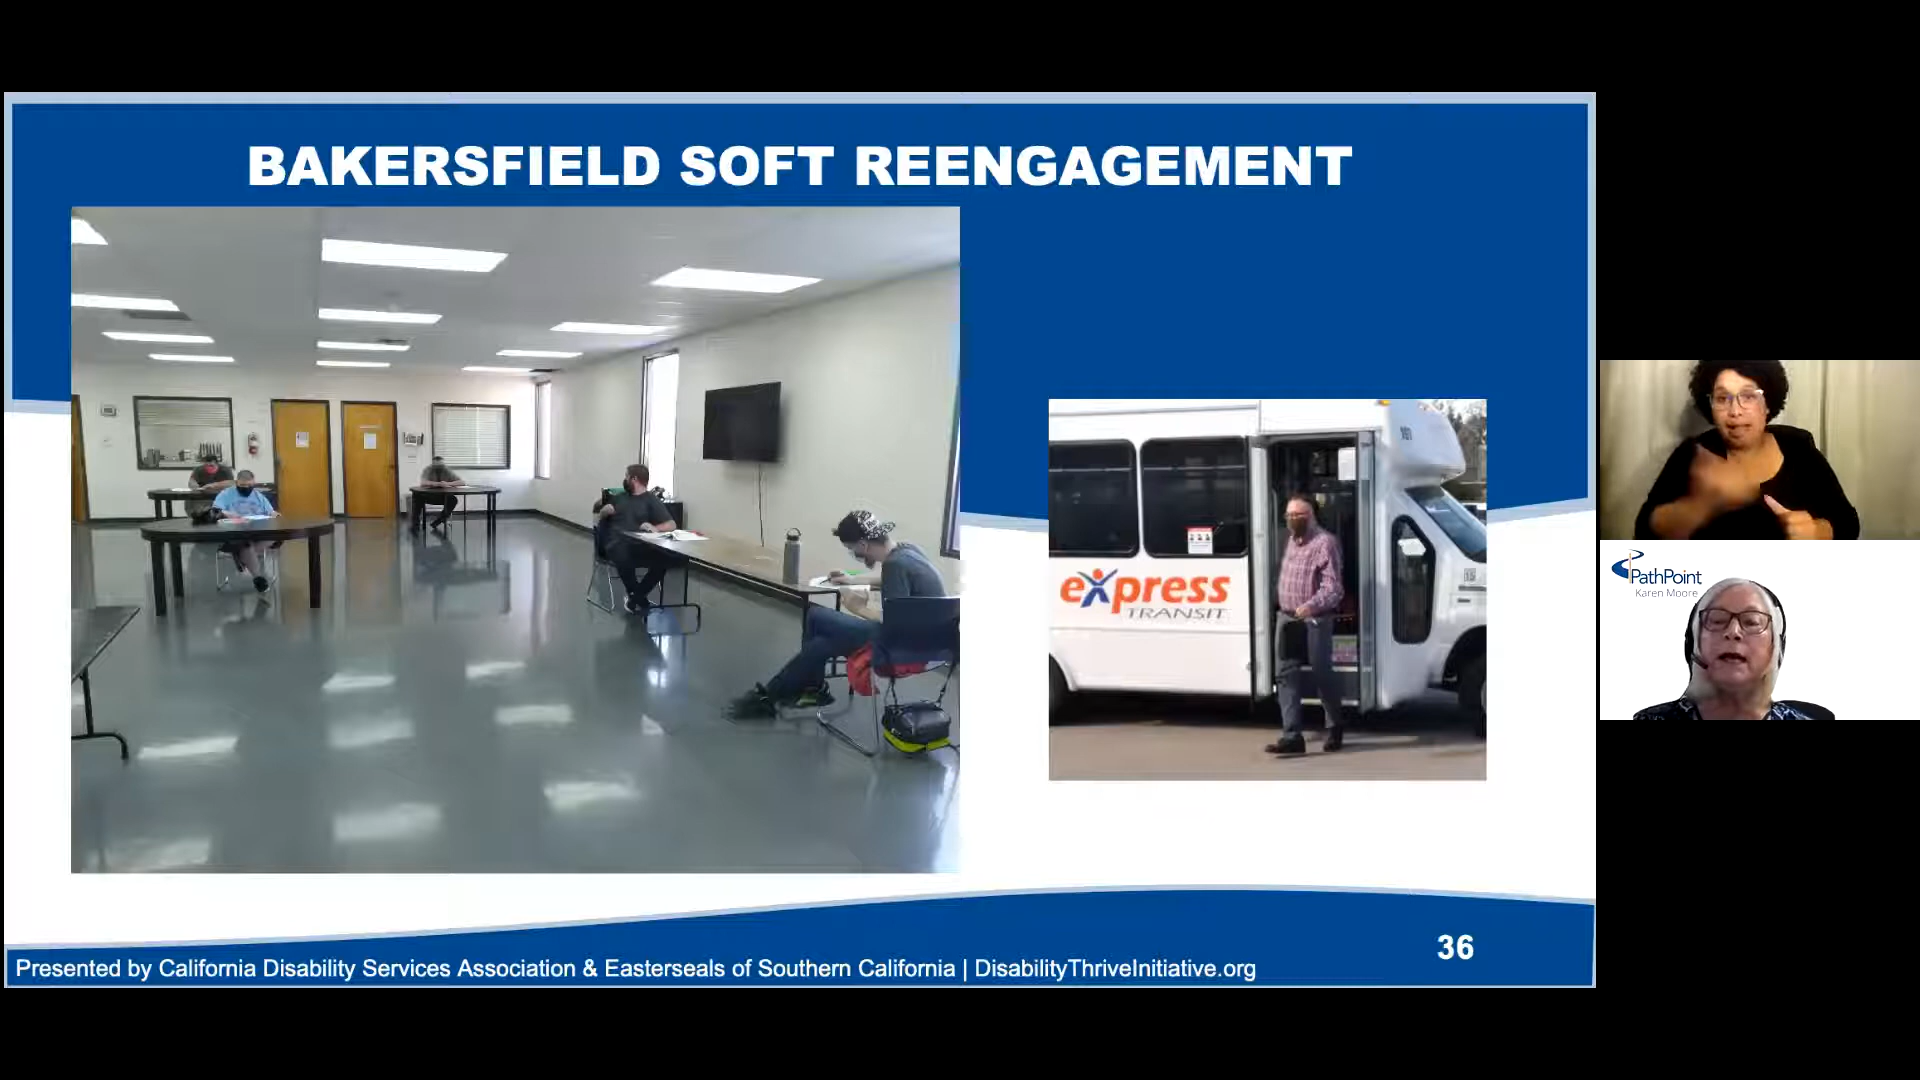 BAKERSFIELD SOFT REENGAGEMENT
eXpress
TRANSIT
15
PathPoint
Karen Moore
36
Presented by California Disability Services Association & Easterseals of Southern California | DisabilityThriveInitiative.org